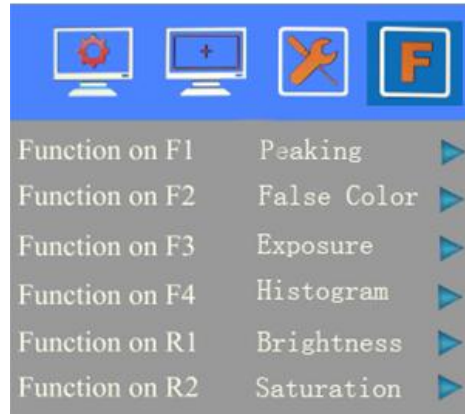 F
Function on F1 Peaking
Function on F2 False Color
Function on F3 Exposure
Function on F4 Histogram
Function on R1 Brightness
Function on R2 Saturation